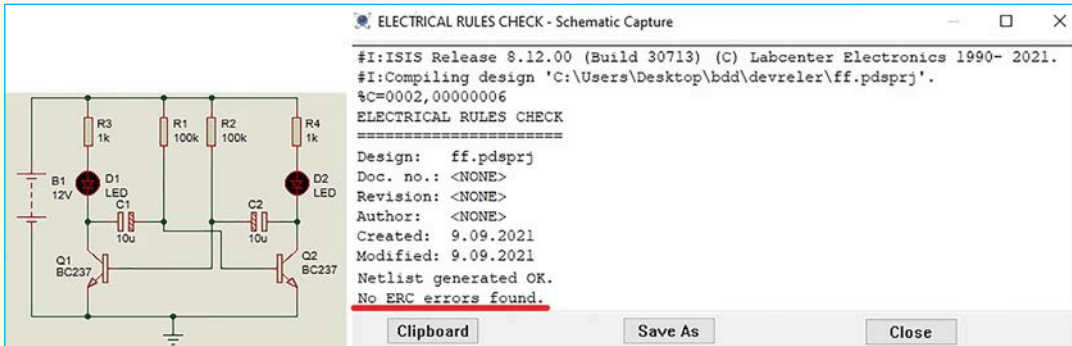 R3
1k
R1
100k
R2
100k
R4
1k
B1
12V
D1
LED
D2
LED
C1
10u
C2
10u
Q1
BC237
Q2
BC237
ELECTRICAL RULES CHECK - Schematic Capture
#I:ISIS Release 8.12.00 (Build 30713) (C) Labcenter Electronics 1990- 2021.
#I:Compiling design 'C:\Users\Desktop\bdd\devreler\ff.pdsprj'.
%C=0002,00000006
ELECTRICAL RULES CHECK
======================
Design: ff.pdsprj
Doc. no.: <NONE>
Revision: <NONE>
Author: <NONE>
Created: 9.09.2021
Modified: 9.09.2021
Netlist generated OK.
No ERC errors found.
Clipboard Save As Close